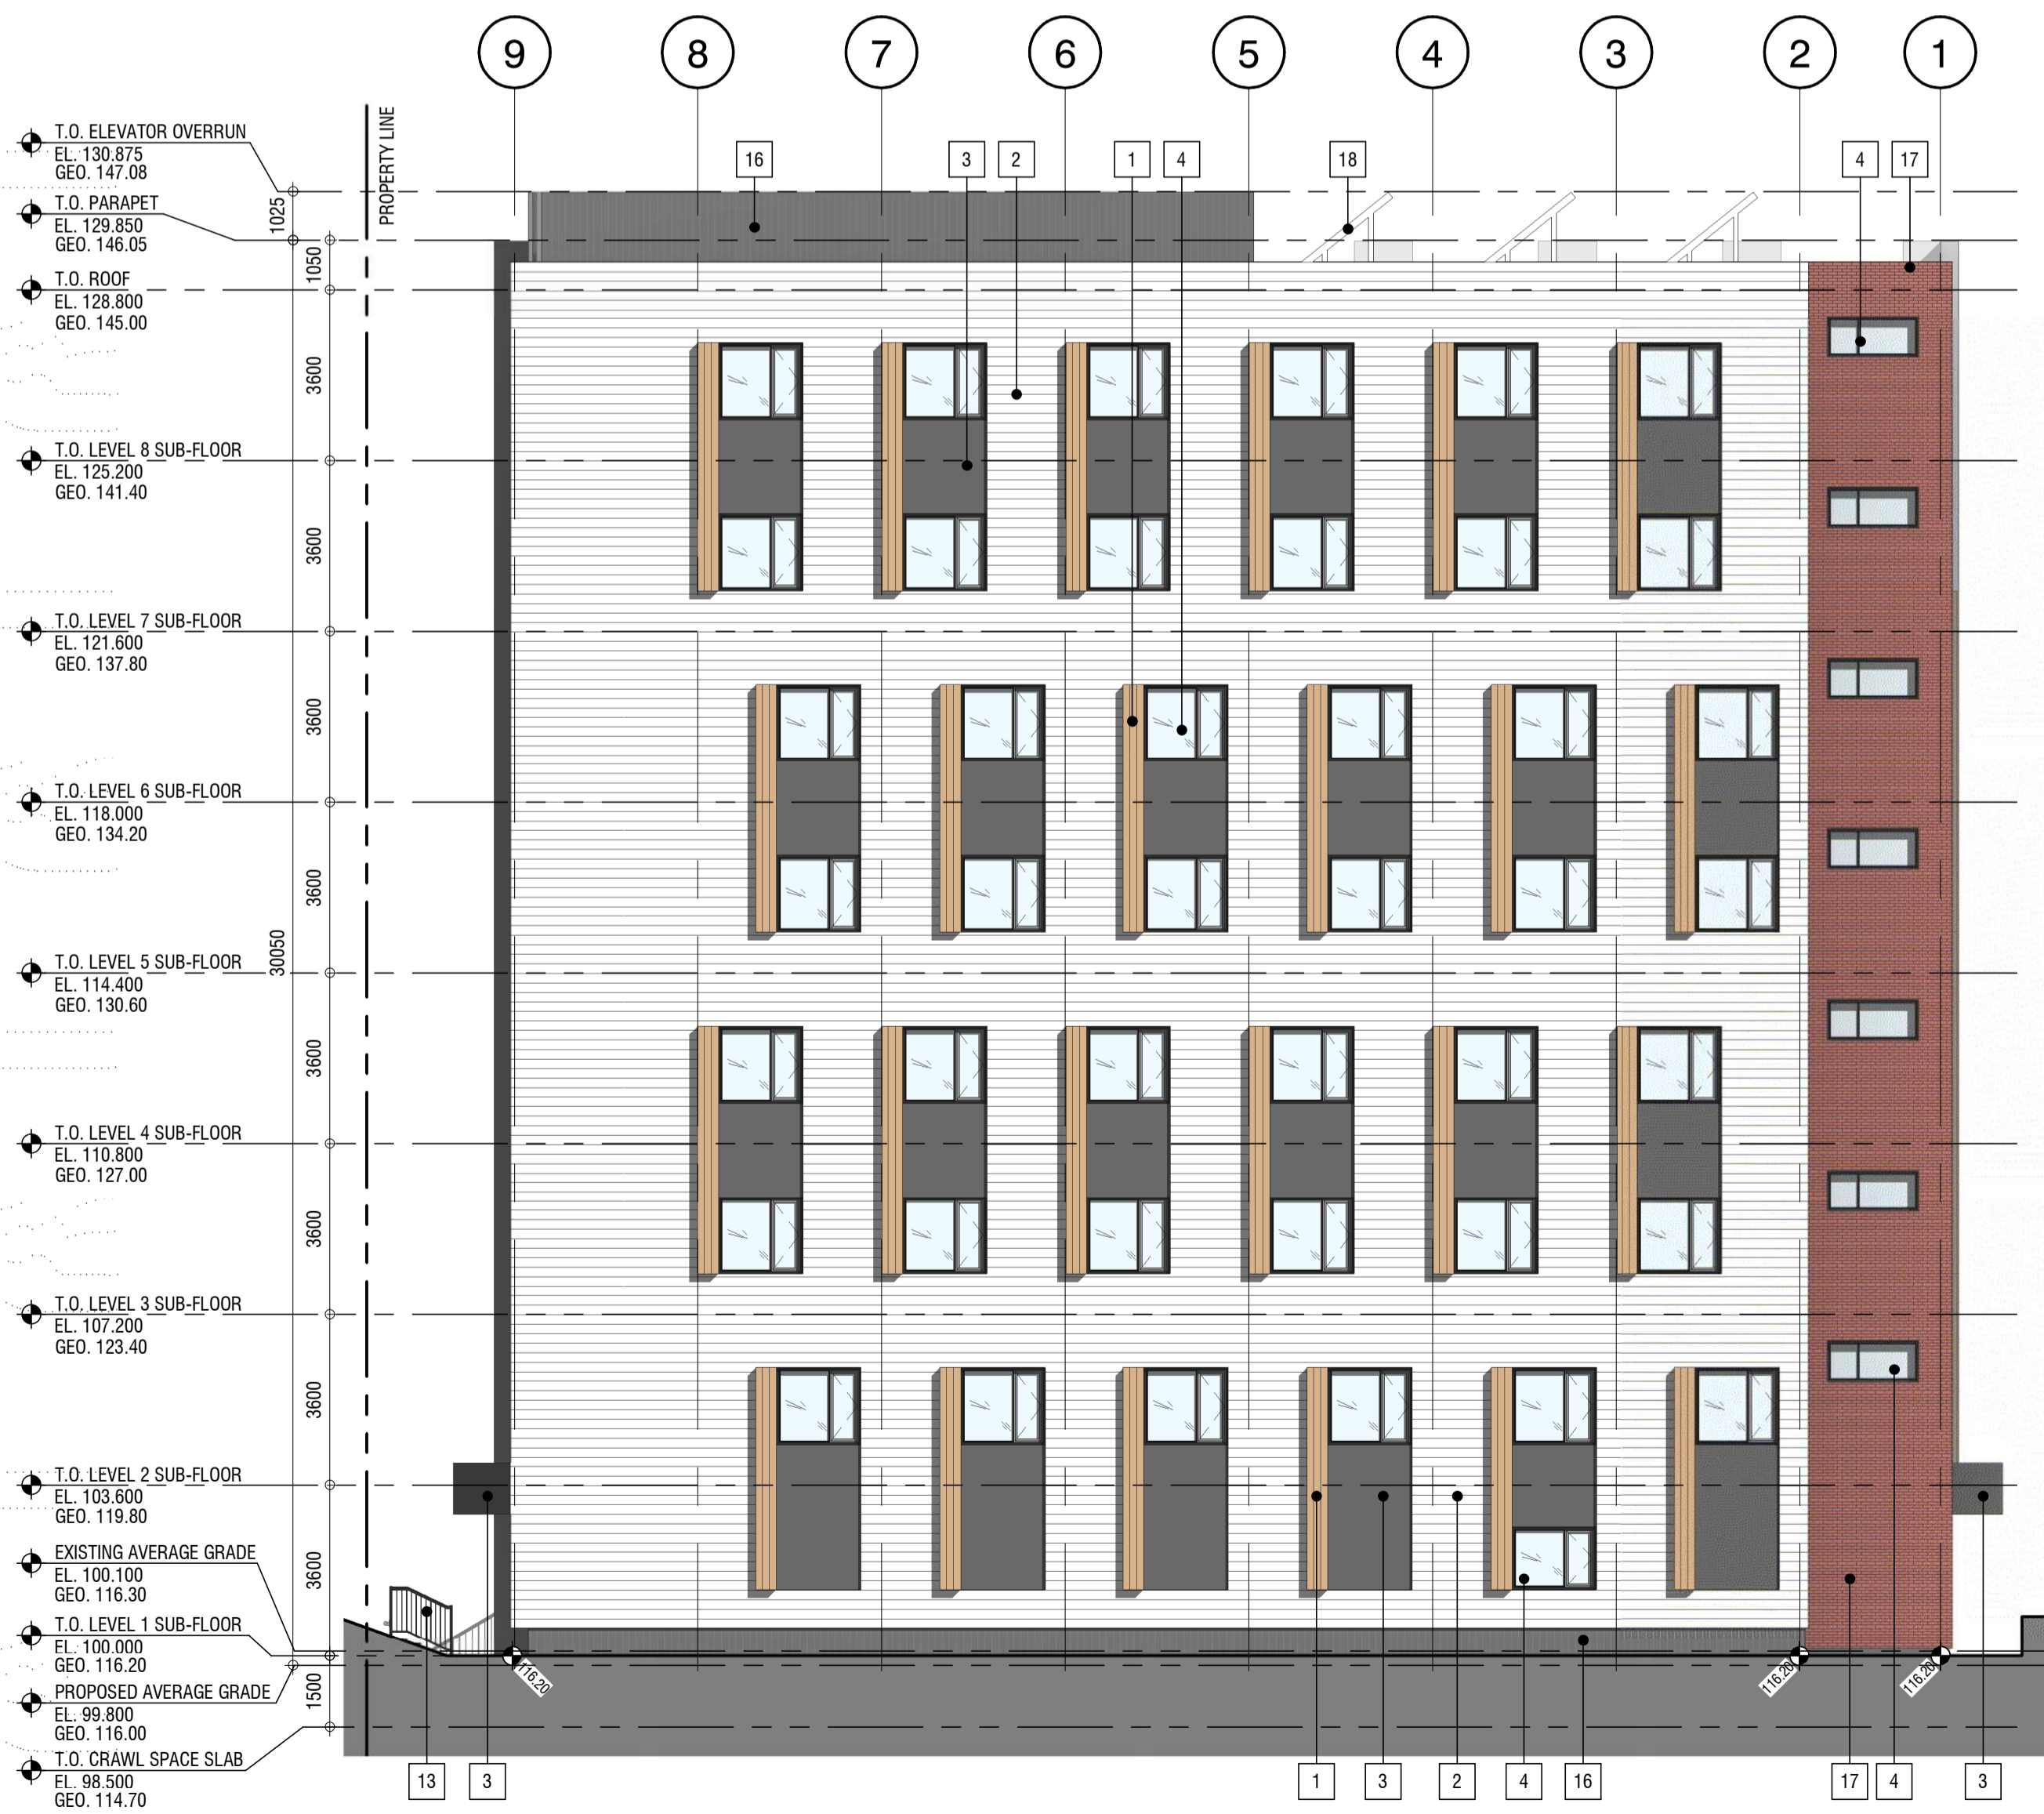 9 8 7 6 5 4 3 2 1
PROPERTY LINE
16 3 2 1 4 18 4 17
T.O. ELEVATOR OVERRUN
EL. 130.875
GEO. 147.08
1025
T.O. PARAPET
EL. 129.850
GEO. 146.05
1050
T.O. ROOF
EL. 128.800
GEO. 145.00
3600
T.O. LEVEL 8 SUB-FLOOR
EL. 125.200
GEO. 141.40
3600
T.O. LEVEL 7 SUB-FLOOR
EL. 121.600
GEO. 137.80
3600
T.O. LEVEL 6 SUB-FLOOR
EL. 118.000
GEO. 134.20
3600
30050
T.O. LEVEL 5 SUB-FLOOR
EL. 114.400
GEO. 130.60
3600
T.O. LEVEL 4 SUB-FLOOR
EL. 110.800
GEO. 127.00
3600
T.O. LEVEL 3 SUB-FLOOR
EL. 107.200
GEO. 123.40
3600
T.O. LEVEL 2 SUB-FLOOR
EL. 103.600
GEO. 119.80
3600
EXISTING AVERAGE GRADE
EL. 100.100
GEO. 116.30
T.O. LEVEL 1 SUB-FLOOR
EL. 100.000
GEO. 116.20
1500
PROPOSED AVERAGE GRADE
EL. 99.800
GEO. 116.00
T.O. CRAWL SPACE SLAB
EL. 98.500
GEO. 114.70
116.20 116.20 116.20
13 3 1 3 2 4 16 17 4 3